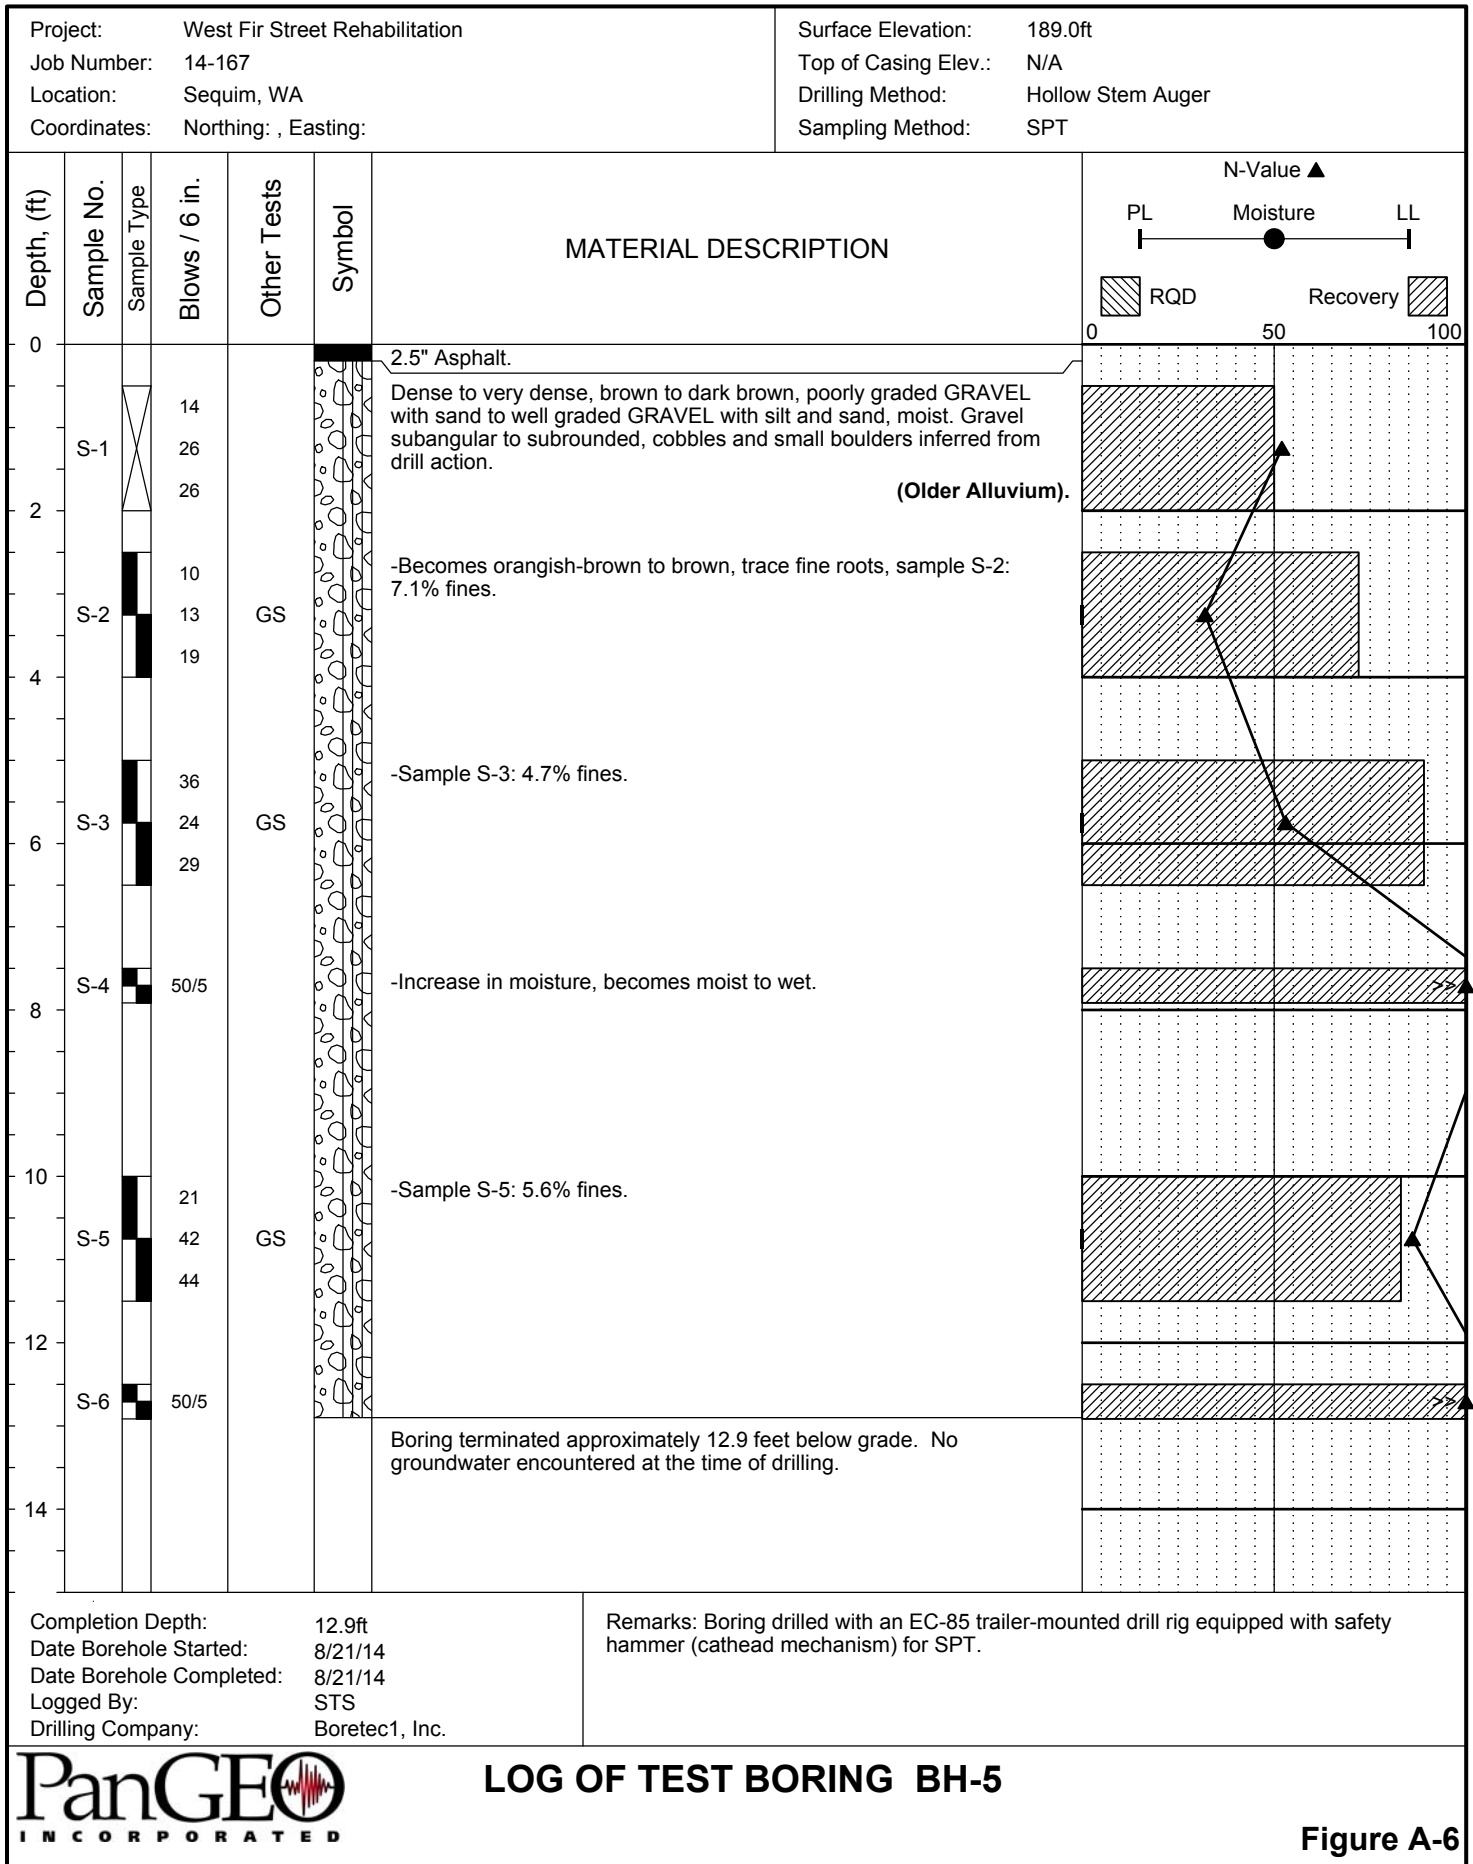 Project: West Fir Street Rehabilitation
Job Number: 14-167
Location: Sequim, WA
Coordinates: Northing: , Easting:
Surface Elevation: 189.0ft
Top of Casing Elev.: N/A
Drilling Method: Hollow Stem Auger
Sampling Method: SPT
Depth, (ft)
Sample No.
Sample Type
Blows / 6 in.
Other Tests
Symbol
MATERIAL DESCRIPTION
N-Value ▲
PL Moisture LL
RQD Recovery
0 50 100
0
2.5" Asphalt.
Dense to very dense, brown to dark brown, poorly graded GRAVEL
with sand to well graded GRAVEL with silt and sand, moist. Gravel
subangular to subrounded, cobbles and small boulders inferred from
drill action.
(Older Alluvium).
S-1
14
26
26
2
-Becomes orangish-brown to brown, trace fine roots, sample S-2:
7.1% fines.
S-2
10
13
19
GS
4
-Sample S-3: 4.7% fines.
S-3
36
24
29
GS
6
S-4 50/5 -Increase in moisture, becomes moist to wet. >>
8
10
-Sample S-5: 5.6% fines.
S-5
21
42
44
GS
12
S-6 50/5 >>
Boring terminated approximately 12.9 feet below grade. No
groundwater encountered at the time of drilling.
14
Completion Depth: 12.9ft
Date Borehole Started: 8/21/14
Date Borehole Completed: 8/21/14
Logged By: STS
Drilling Company: Boretec1, Inc.
Remarks: Boring drilled with an EC-85 trailer-mounted drill rig equipped with safety
hammer (cathead mechanism) for SPT.
PanGEO
INCORPORATED
LOG OF TEST BORING BH-5
Figure A-6